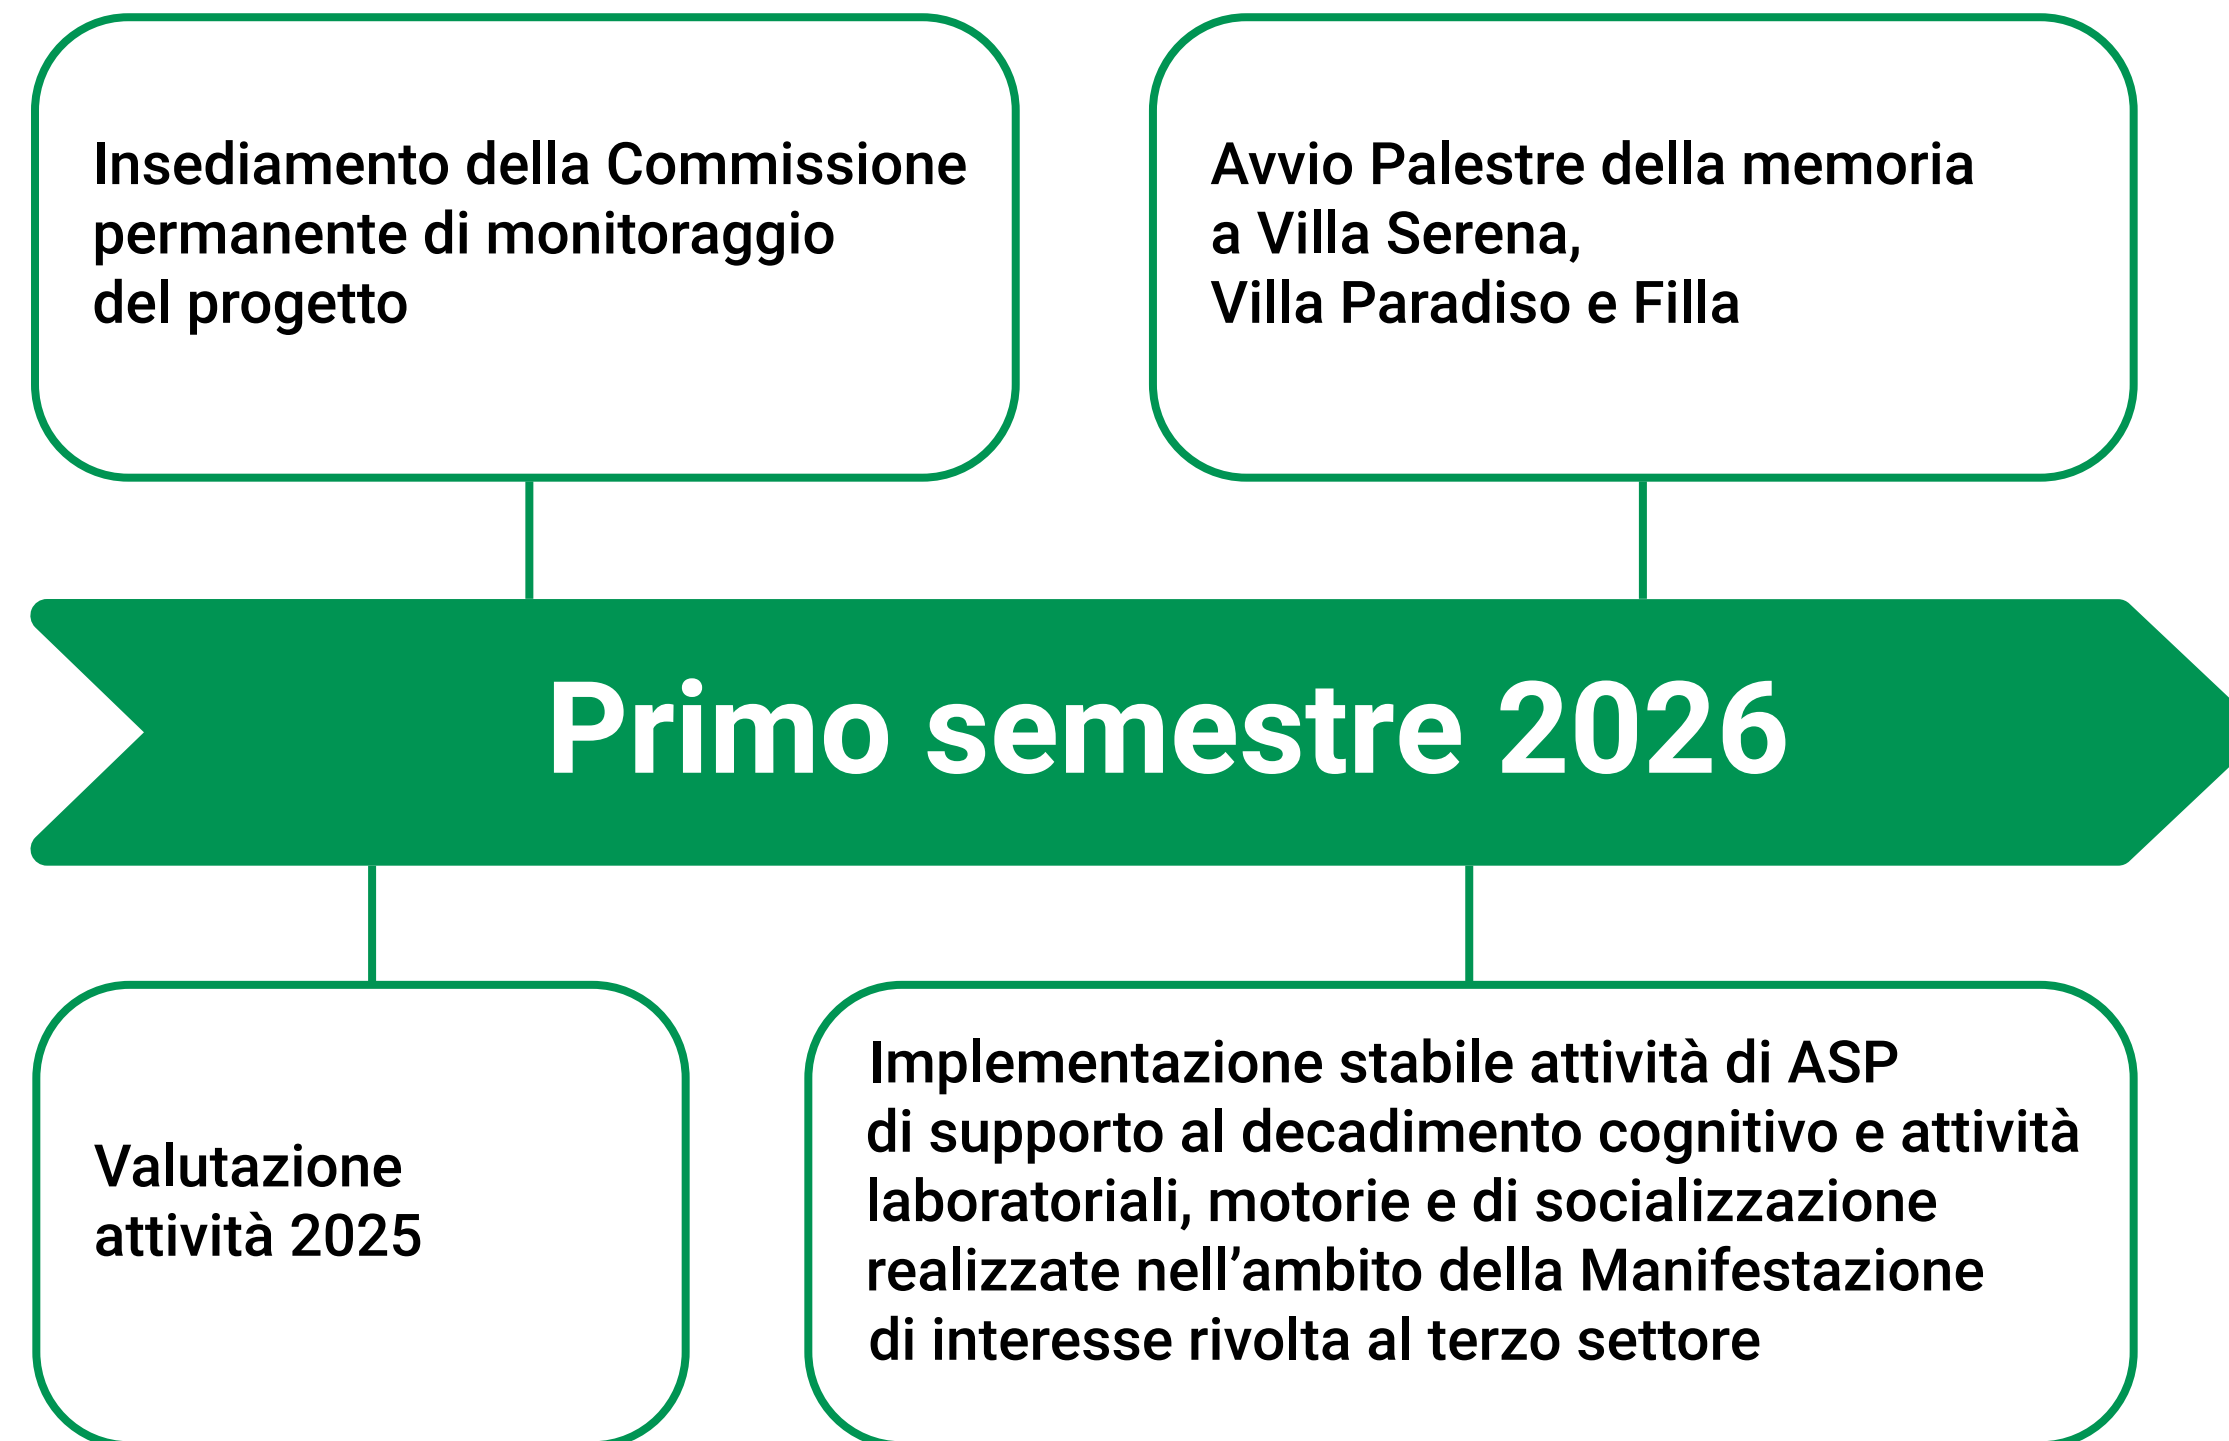 Insediamento della Commissione
permanente di monitoraggio
del progetto
Avvio Palestre della memoria
a Villa Serena,
Villa Paradiso e Filla
Primo semestre 2026
Valutazione
attività 2025
Implementazione stabile attività di ASP
di supporto al decadimento cognitivo e attività
laboratoriali, motorie e di socializzazione
realizzate nell’ambito della Manifestazione
di interesse rivolta al terzo settore